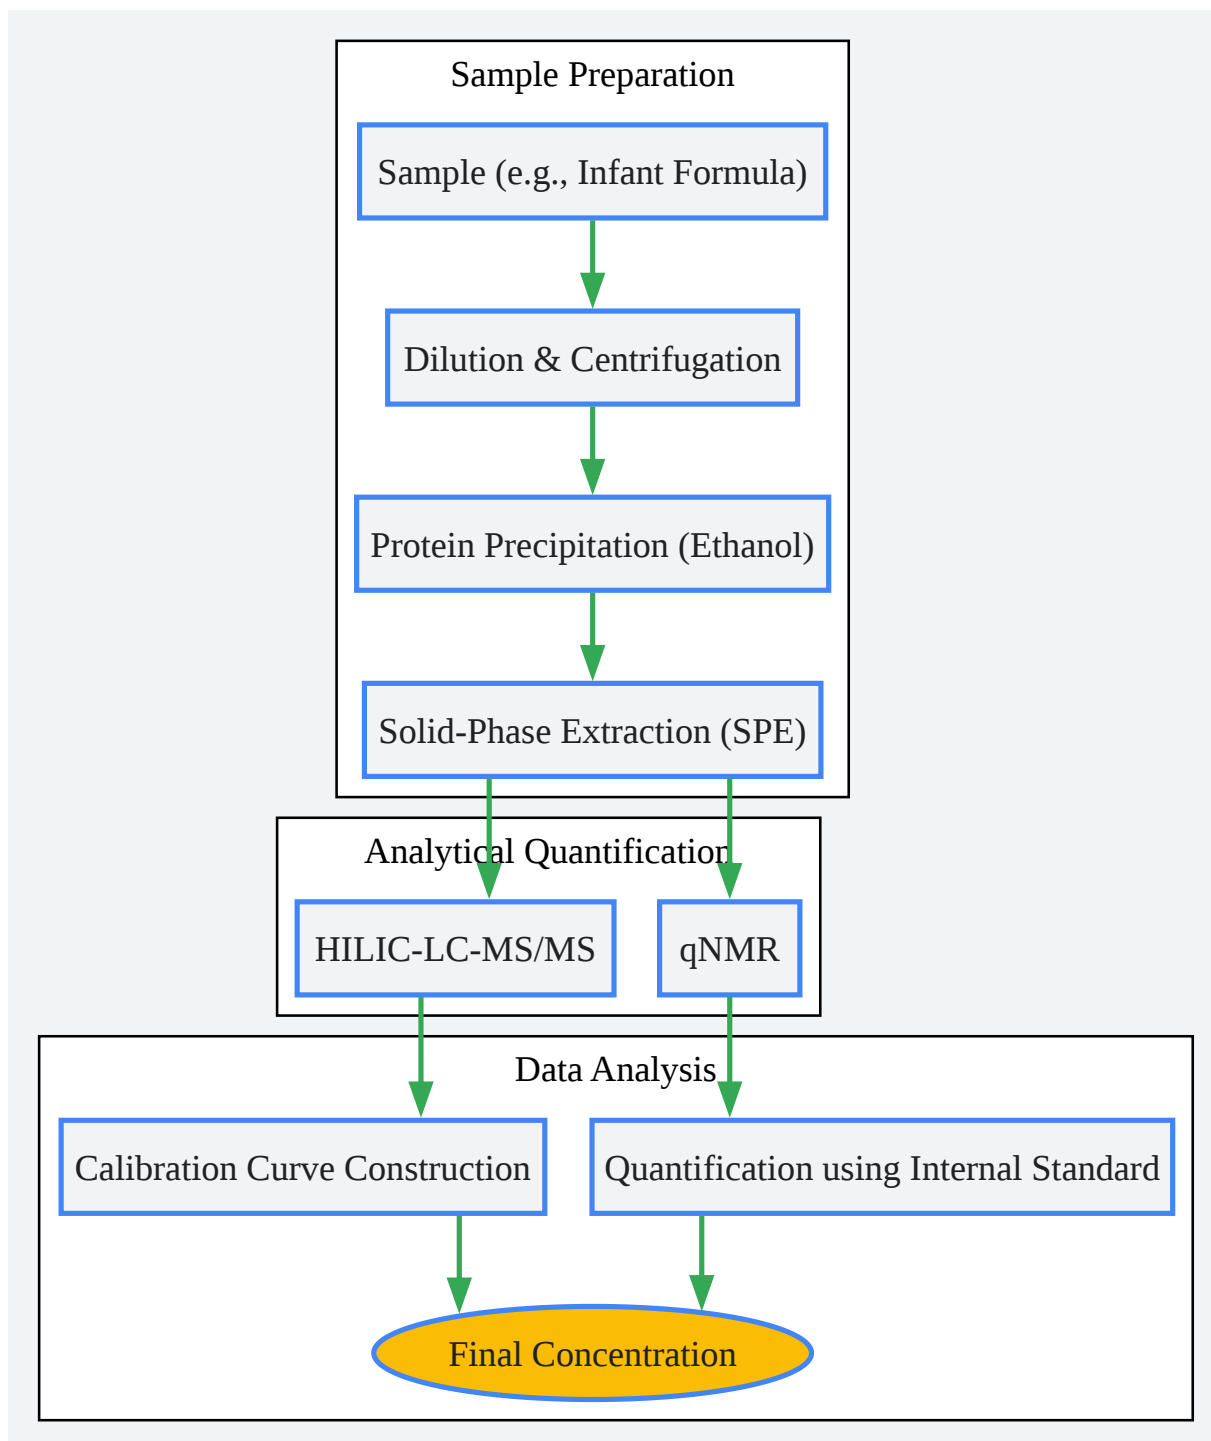 Sample Preparation
Sample (e.g., Infant Formula)
Dilution & Centrifugation
Protein Precipitation (Ethanol)
Solid-Phase Extraction (SPE)
Analytical Quantification
HILIC-LC-MS/MS
qNMR
Data Analysis
Calibration Curve Construction
Quantification using Internal Standard
Final Concentration